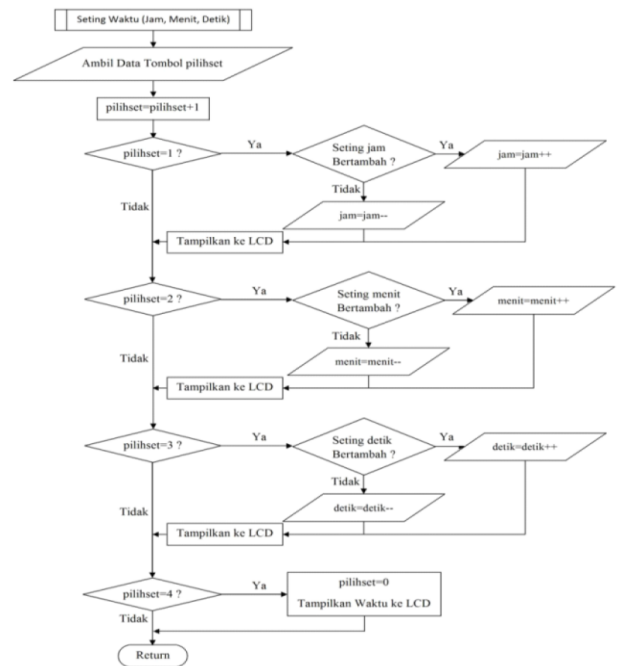 Seting Waktu (Jam, Menit, Detik)
Ambil Data Tombol pilihset
pilihset=pilihset+1
pilihset=1 ?
Ya
Seting jam
Bertambah ?
Ya
jam=jam++
Tidak
jam=jam--
Tidak
Tampilkan ke LCD
pilihset=2 ?
Ya
Seting menit
Bertambah ?
Ya
menit=menit++
Tidak
menit=menit--
Tidak
Tampilkan ke LCD
pilihset=3 ?
Ya
Seting detik
Bertambah ?
Ya
detik=detik++
Tidak
detik=detik--
Tidak
Tampilkan ke LCD
pilihset=4 ?
Ya
pilihset=0
Tampilkan Waktu ke LCD
Tidak
Return